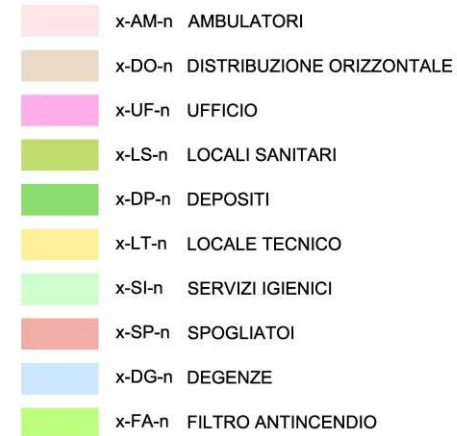 x-AM-n AMBULATORI
x-DO-n DISTRIBUZIONE ORIZZONTALE
x-UF-n UFFICIO
x-LS-n LOCALI SANITARI
x-DP-n DEPOSITI
x-LT-n LOCALE TECNICO
x-SI-n SERVIZI IGIENICI
x-SP-n SPOGLIATOI
x-DG-n DEGENZE
x-FA-n FILTRO ANTINCENDIO